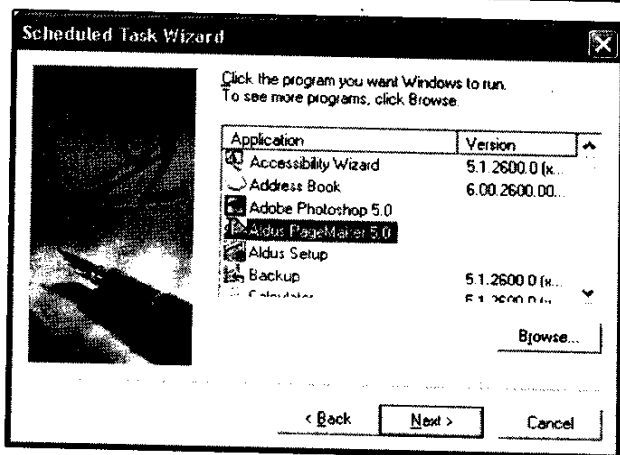 Scheduled Task Wizard
Click the program you want Windows to run.
To see more programs, click Browse.
Application Version
Accessibility Wizard 5.1.2600.0 (x...
Address Book 6.00.2600.00...
Adobe Photoshop 5.0
Aldus PageMaker 5.0
Aldus Setup
Backup 5.1.2600.0 (x...
Calculator
Browse...
< Back Next > Cancel